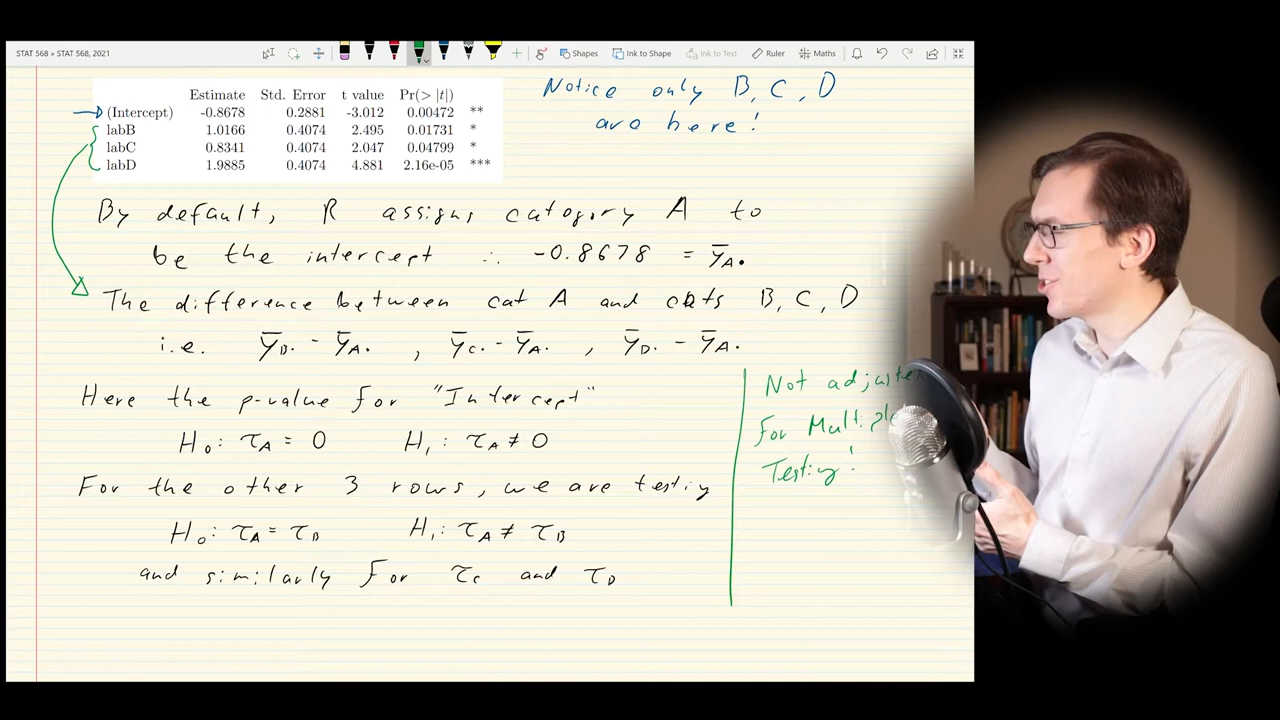 STAT 568 » STAT 568, 2021
Shapes Ink to Shape Ink to Text Ruler Maths
Estimate Std. Error t value Pr(> |t|)
(Intercept) -0.8678 0.2881 -3.012 0.00472 **
labB 1.0166 0.4074 2.495 0.01731 *
labC 0.8341 0.4074 2.047 0.04799 *
labD 1.9885 0.4074 4.881 2.16e-05 ***
Notice only B, C, D
are here!
By default, R assigns category A to
be the intercept ∴ -0.8678 = ȳA.
The difference between cat A and cats B, C, D
i.e. ȳB. - ȳA. , ȳC. - ȳA. , ȳD. - ȳA.
Here the p-value for "Intercept"
H0: τA = 0 H1: τA ≠ 0
For the other 3 rows, we are testing
H0: τA = τB H1: τA ≠ τB
and similarly for τC and τD
Not
for
Testing!